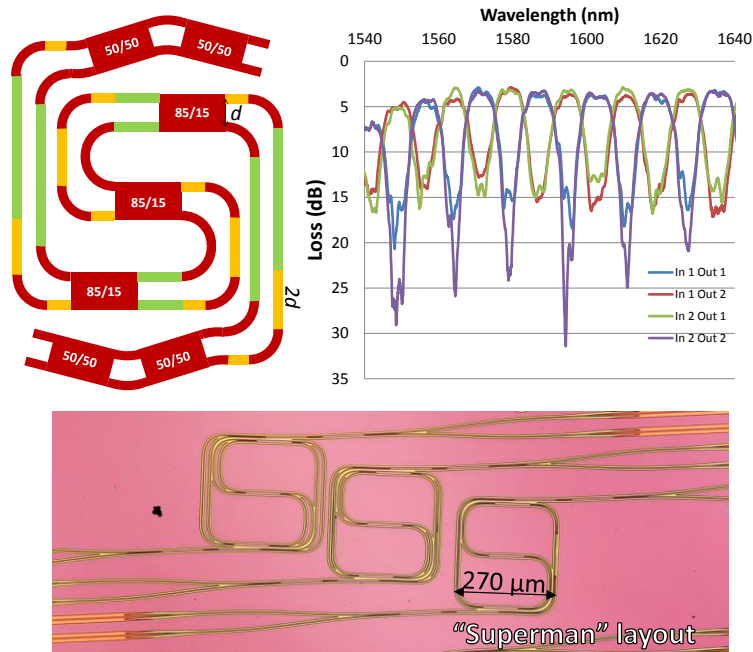 50/50
50/50
85/15
d
85/15
85/15
2d
50/50
50/50
Wavelength (nm)
1540 1560 1580 1600 1620 1640
Loss (dB)
0
5
10
15
20
25
30
35
In 1 Out 1
In 1 Out 2
In 2 Out 1
In 2 Out 2
270 µm
“Superman” layout